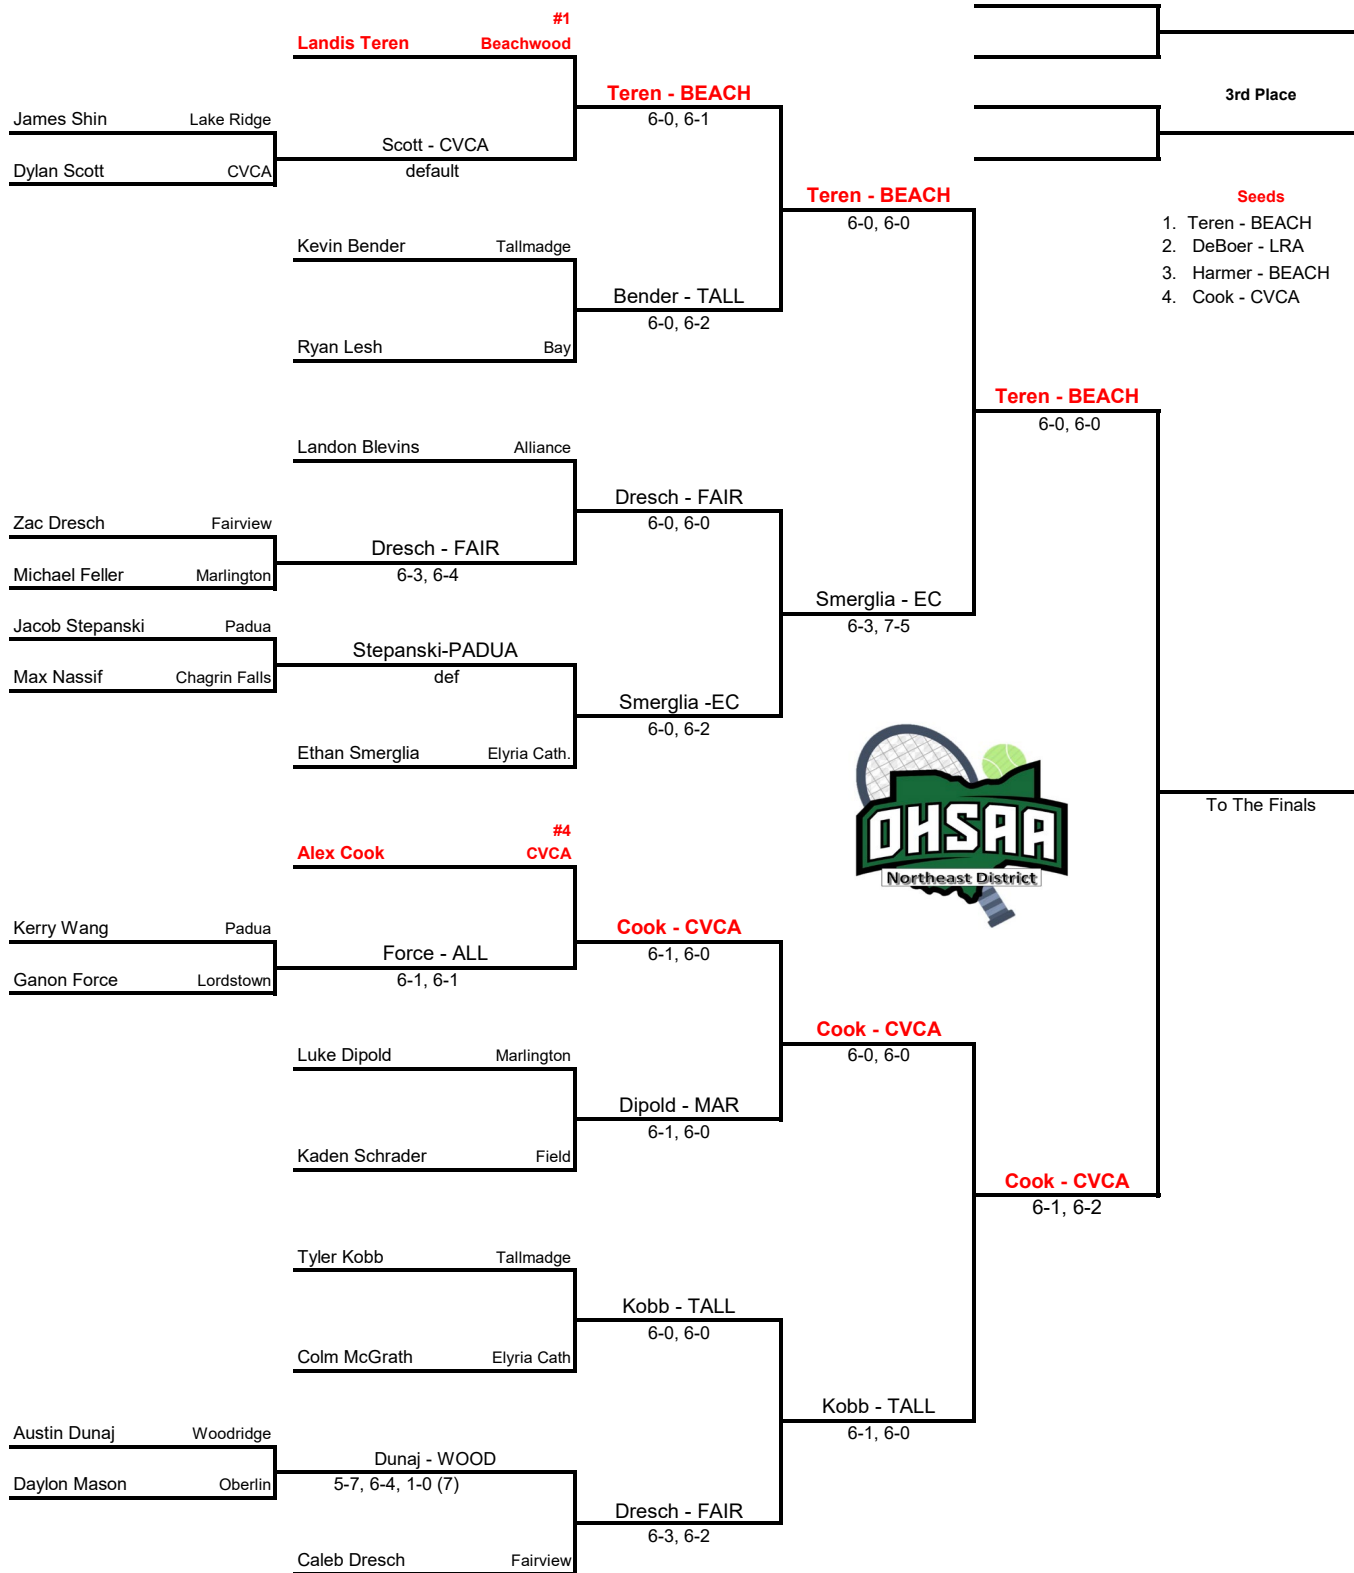 #1
Landis Teren Beachwood
Teren - BEACH
6-0, 6-1
3rd Place
James Shin Lake Ridge
Scott - CVCA
default
Dylan Scott CVCA
Teren - BEACH
6-0, 6-0
Seeds
1. Teren - BEACH
2. DeBoer - LRA
3. Harmer - BEACH
4. Cook - CVCA
Kevin Bender Tallmadge
Bender - TALL
6-0, 6-2
Ryan Lesh Bay
Teren - BEACH
6-0, 6-0
Landon Blevins Alliance
Dresch - FAIR
6-0, 6-0
Zac Dresch Fairview
Dresch - FAIR
6-3, 6-4
Michael Feller Marlington
Smerglia - EC
6-3, 7-5
Jacob Stepanski Padua
Stepanski-PADUA
def
Max Nassif Chagrin Falls
Smerglia -EC
6-0, 6-2
Ethan Smerglia Elyria Cath.
To The Finals
OHSAA
Northeast District
#4
Alex Cook CVCA
Kerry Wang Padua
Cook - CVCA
6-1, 6-0
Force - ALL
6-1, 6-1
Ganon Force Lordstown
Cook - CVCA
6-0, 6-0
Luke Dipold Marlington
Dipold - MAR
6-1, 6-0
Kaden Schrader Field
Cook - CVCA
6-1, 6-2
Tyler Kobb Tallmadge
Kobb - TALL
6-0, 6-0
Colm McGrath Elyria Cath
Kobb - TALL
6-1, 6-0
Austin Dunaj Woodridge
Dunaj - WOOD
5-7, 6-4, 1-0 (7)
Daylon Mason Oberlin
Dresch - FAIR
6-3, 6-2
Caleb Dresch Fairview